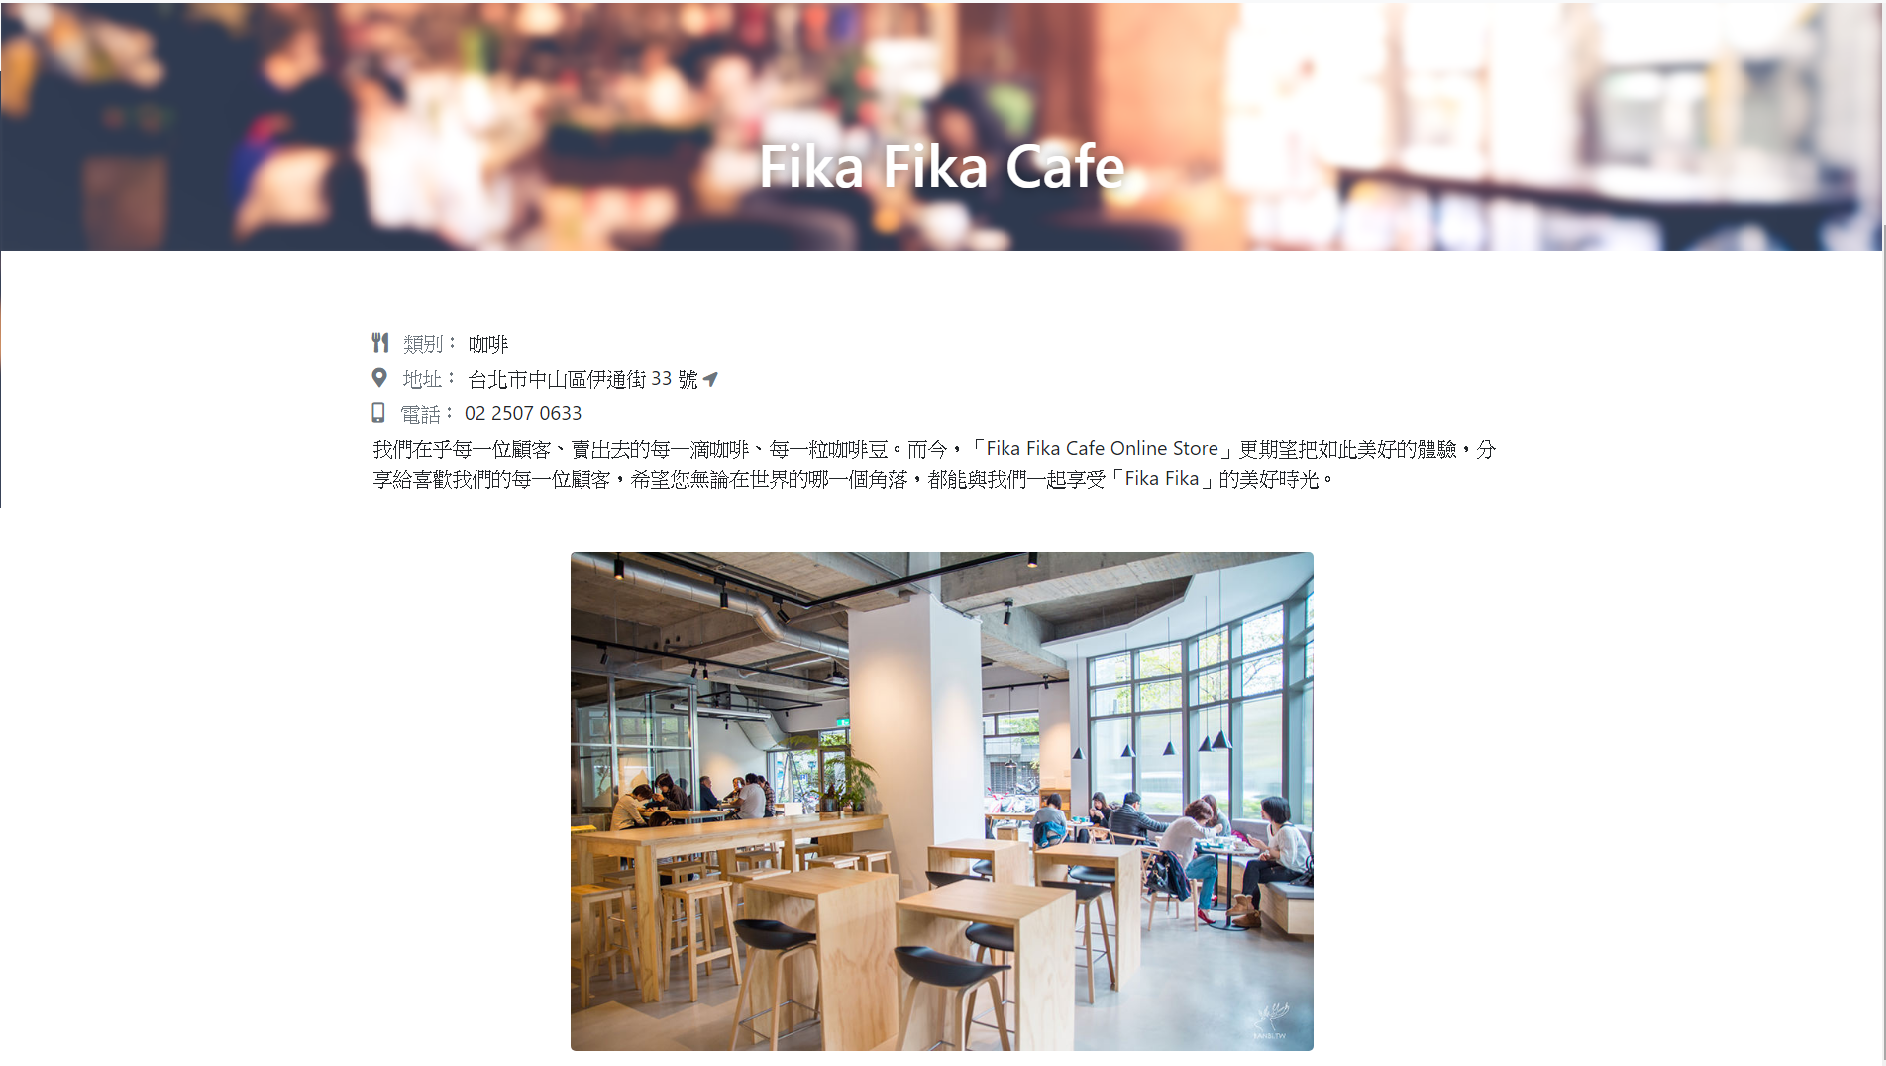 Fika Fika Cafe
類別： 咖啡
地址： 台北市中山區伊通街 33 號
電話： 02 2507 0633
我們在乎每一位顧客、賣出去的每一滴咖啡、每一粒咖啡豆。而今，「Fika Fika Cafe Online Store」更期望把如此美好的體驗，分
享給喜歡我們的每一位顧客，希望您無論在世界的哪一個角落，都能與我們一起享受「Fika Fika」的美好時光。